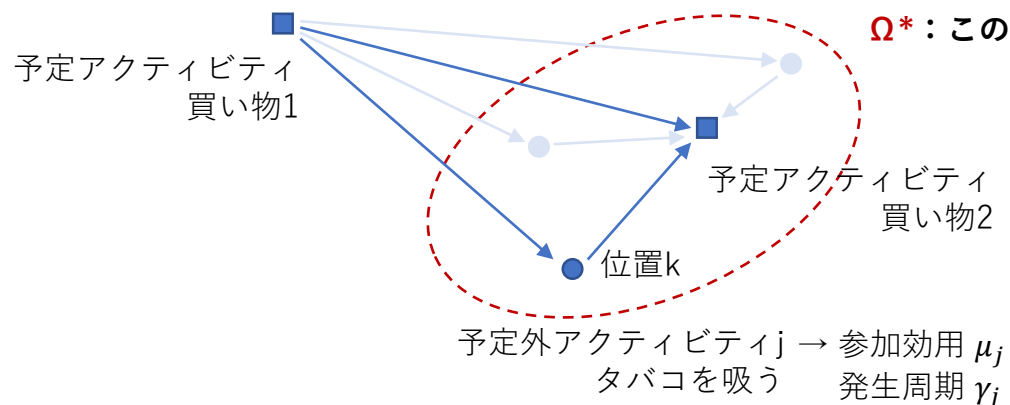 Ω*：この
予定アクティビティ
買い物1
予定アクティビティ
買い物2
位置k
予定外アクティビティj → 参加効用 μj
タバコを吸う 発生周期 γj